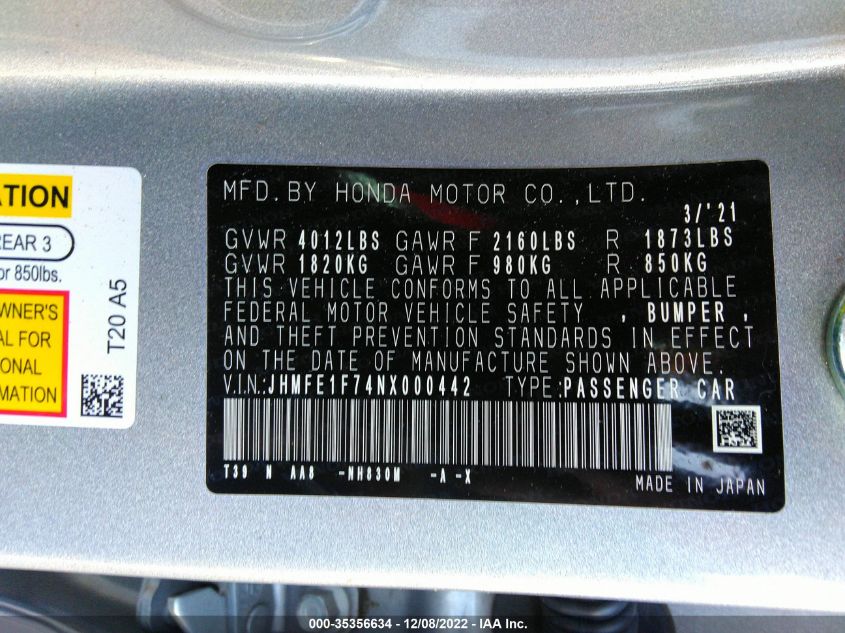 ATION
REAR 3
or 850lbs.
OWNER'S
AL FOR
IONAL
MATION
T20 A5
MFD.BY HONDA MOTOR CO.,LTD.
3/'21
GVWR 4012LBS GAWR F 2160LBS R 1873LBS
GVWR 1820KG GAWR F 980KG R 850KG
THIS VEHICLE CONFORMS TO ALL APPLICABLE
FEDERAL MOTOR VEHICLE SAFETY , BUMPER ,
AND THEFT PREVENTION STANDARDS IN EFFECT
ON THE DATE OF MANUFACTURE SHOWN ABOVE.
V.I.N.:JHMFE1F74NX000442 TYPE:PASSENGER CAR
T39 N AA8 -NH830M -A -X
MADE IN JAPAN
000-35356634 - 12/08/2022 - IAA Inc.